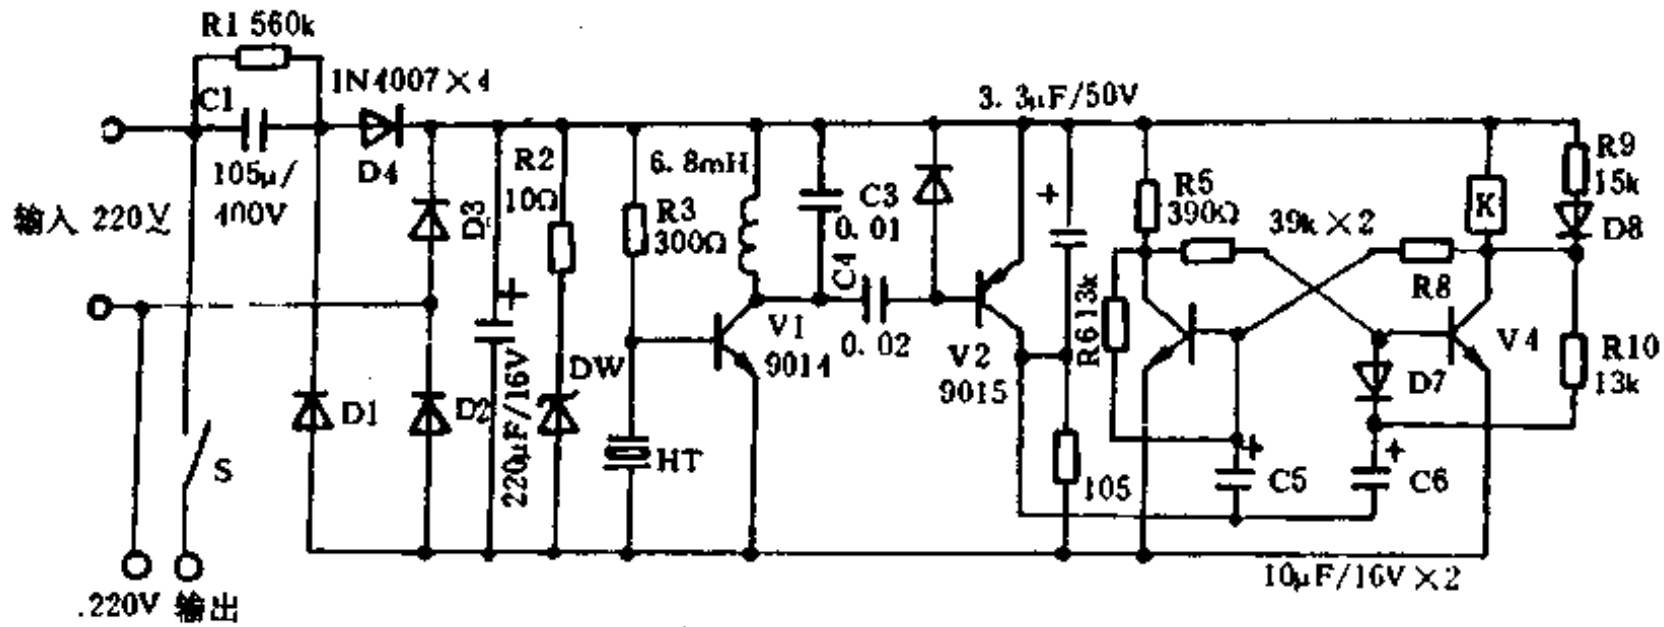 R1 560k
1N4007×4
C1
105μ/
400V
D4
输入 220V
D3
R2
10Ω
6.8mH
R3
300Ω
C3
0.01
C4
0.02
3.3μF/50V
+
R5
390Ω
39k×2
R8
R9
15k
K
D8
R6 13k
V1
9014
V2
9015
V4
R10
13k
D7
DW
+
220μF/16V
D1
D2
S
HT
105
+
C5
+
C6
10μF/16V×2
.220V 输出